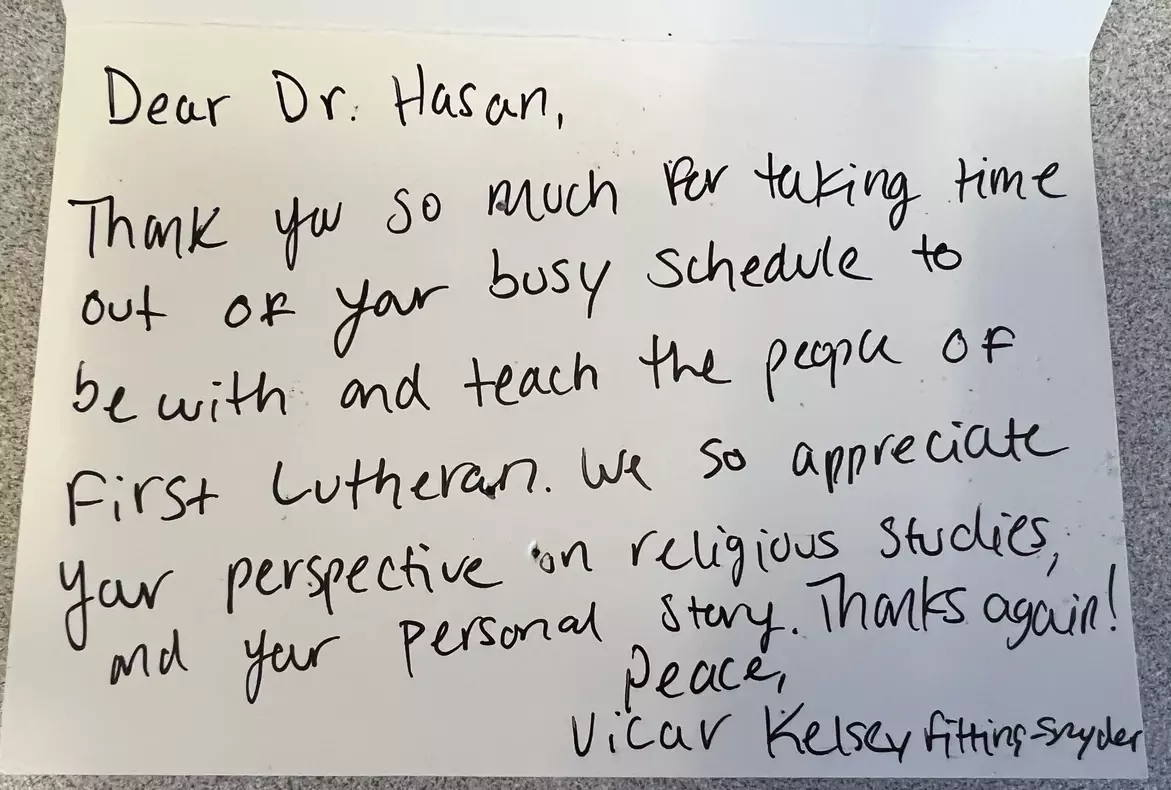 Dear Dr. Hasan,
Thank you so much for taking time
out of your busy schedule to
be with and teach the people of
First Lutheran. We so appreciate
your perspective on religious studies,
and your personal story. Thanks again!
Peace,
Vicar Kelsey Fitting-Snyder